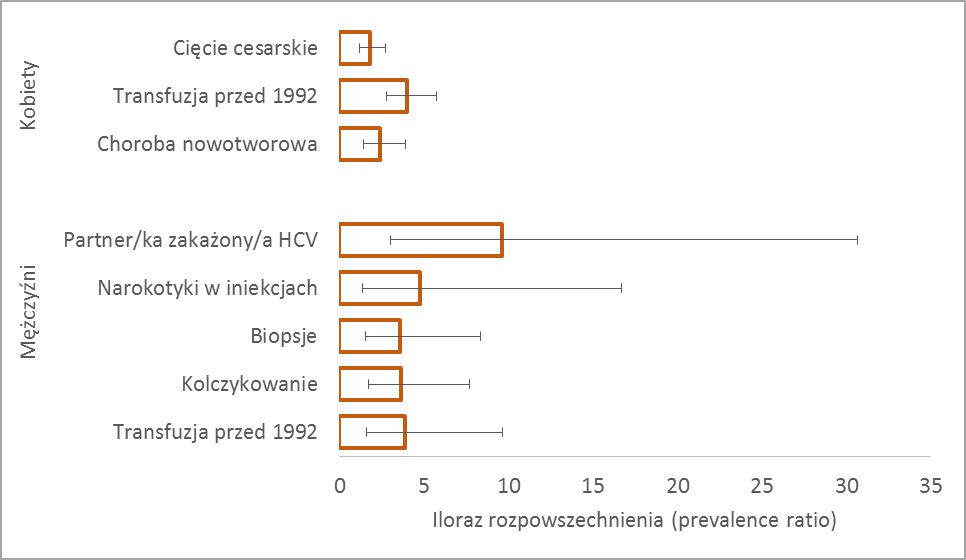 Kobiety
Cięcie cesarskie
Transfuzja przed 1992
Choroba nowotworowa
Mężczyźni
Partner/ka zakażony/a HCV
Narokotyki w iniekcjach
Biopsje
Kolczykowanie
Transfuzja przed 1992
0 5 10 15 20 25 30 35
Iloraz rozpowszechnienia (prevalence ratio)